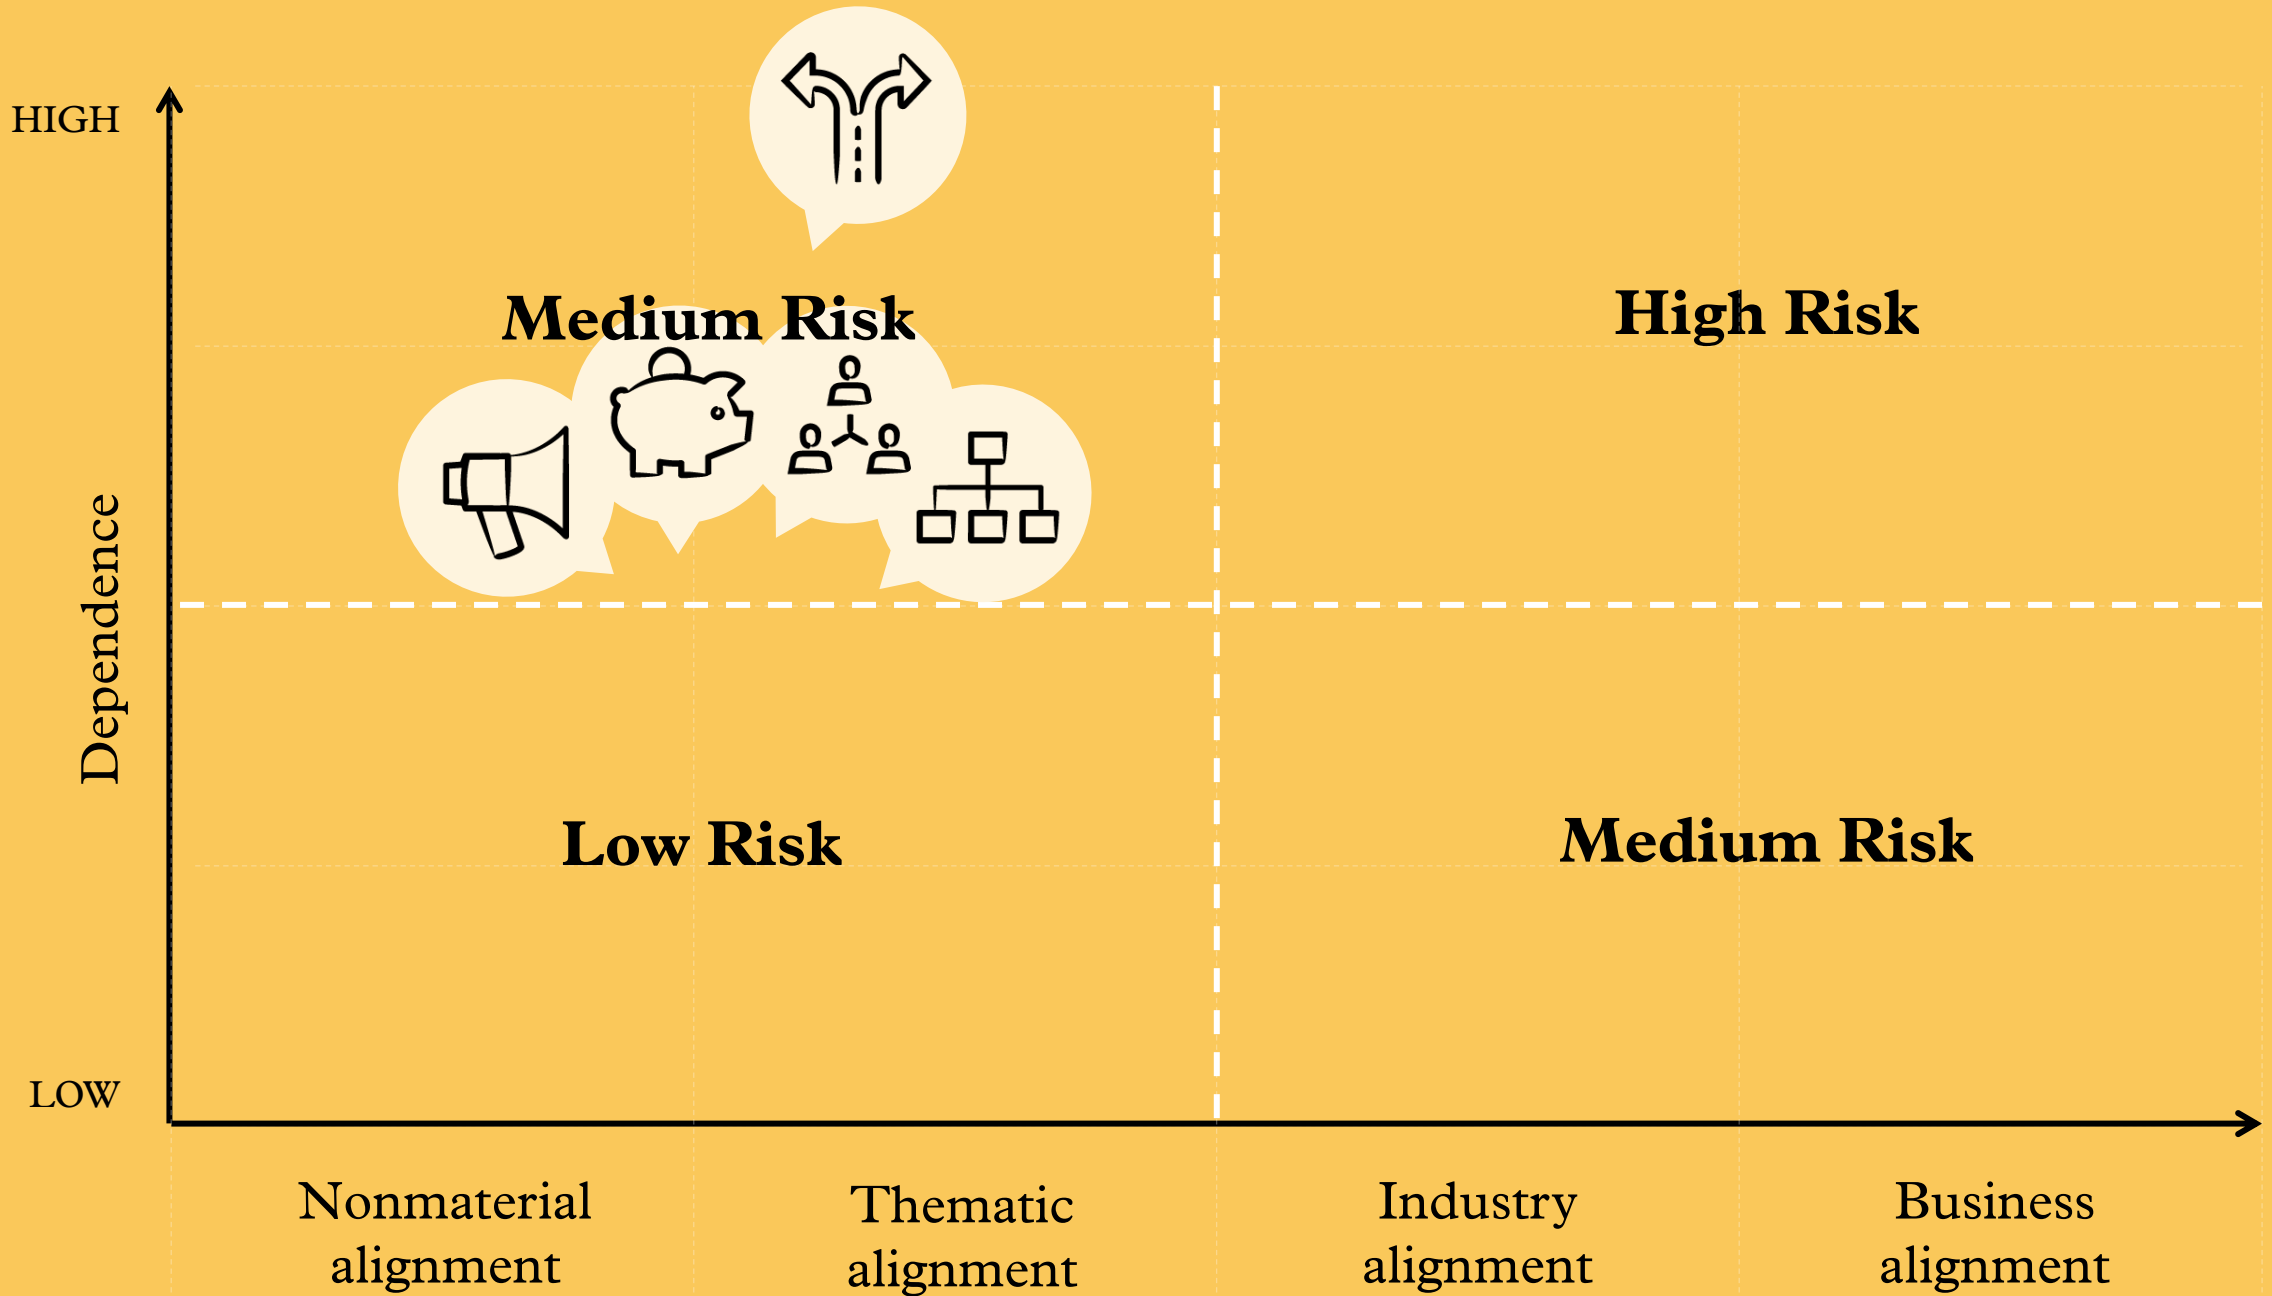 HIGH
Medium Risk
High Risk
Dependence
Low Risk
Medium Risk
LOW
Nonmaterial
alignment
Thematic
alignment
Industry
alignment
Business
alignment